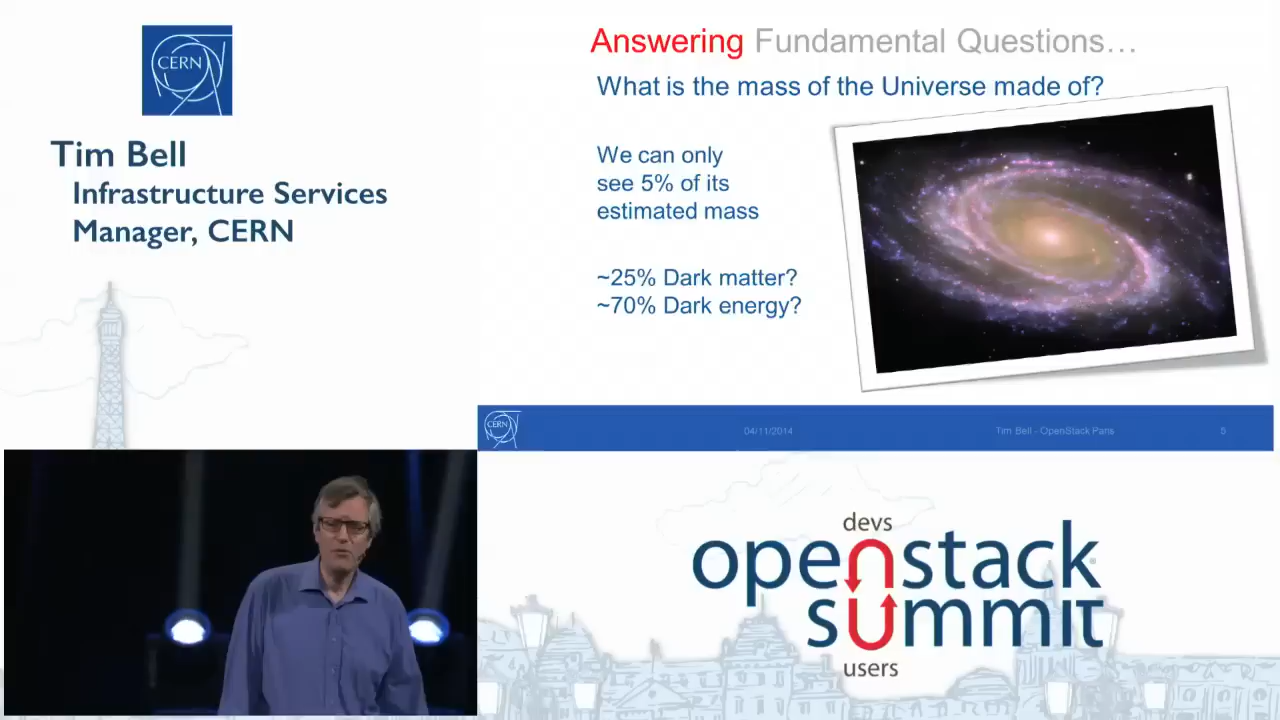 CERN
Tim Bell
Infrastructure Services
Manager, CERN
Answering Fundamental Questions…
What is the mass of the Universe made of?
We can only
see 5% of its
estimated mass
~25% Dark matter?
~70% Dark energy?
CERN
04/11/2014
Tim Bell - OpenStack Paris
5
devs
openstack
summit
users